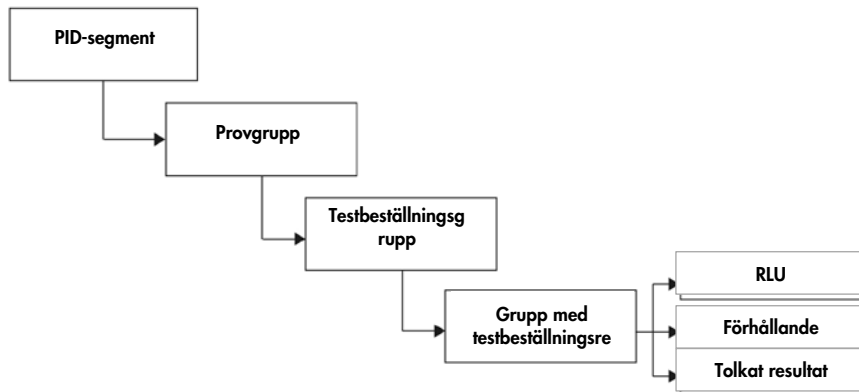 PID-segment
Provgrupp
Testbeställningsg
rupp
Grupp med
testbeställningsre
RLU
Förhållande
Tolkat resultat